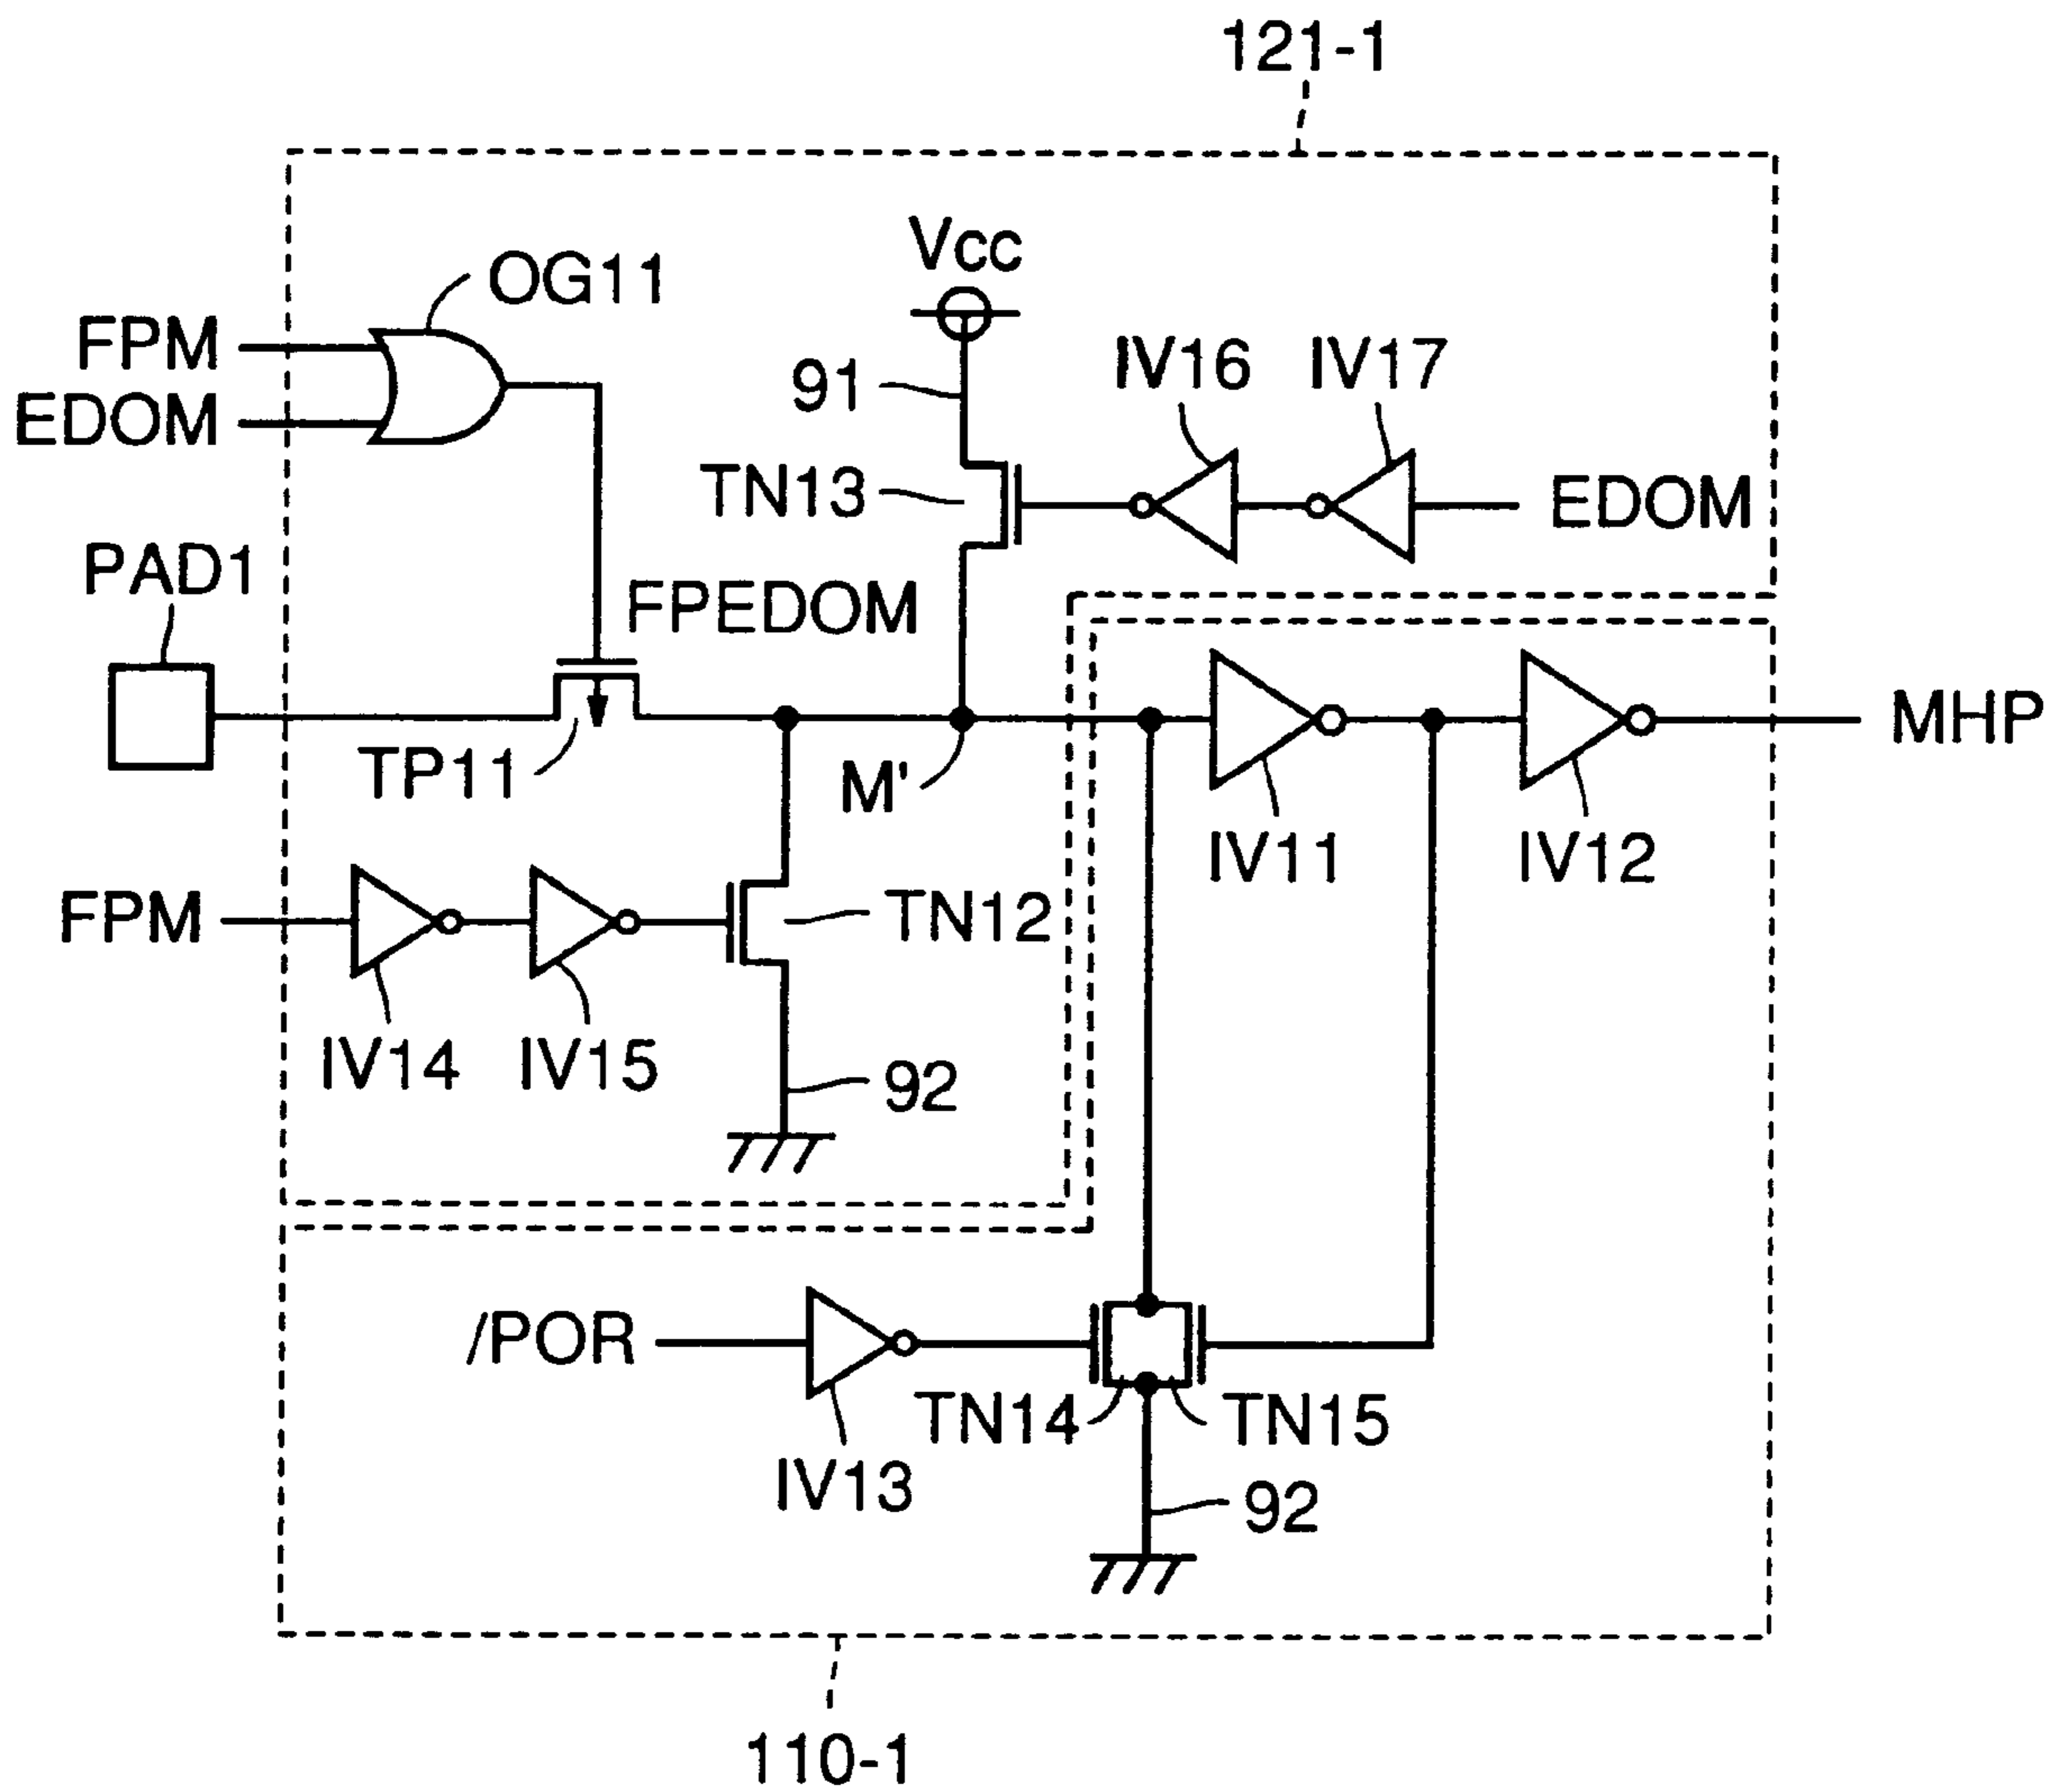 121-1
Vcc
OG11
FPM
EDOM
91
IV16
IV17
TN13
EDOM
PAD1
FPEDOM
TP11
M'
MHP
IV11
IV12
FPM
TN12
IV14
IV15
92
/POR
TN14
TN15
IV13
92
110-1